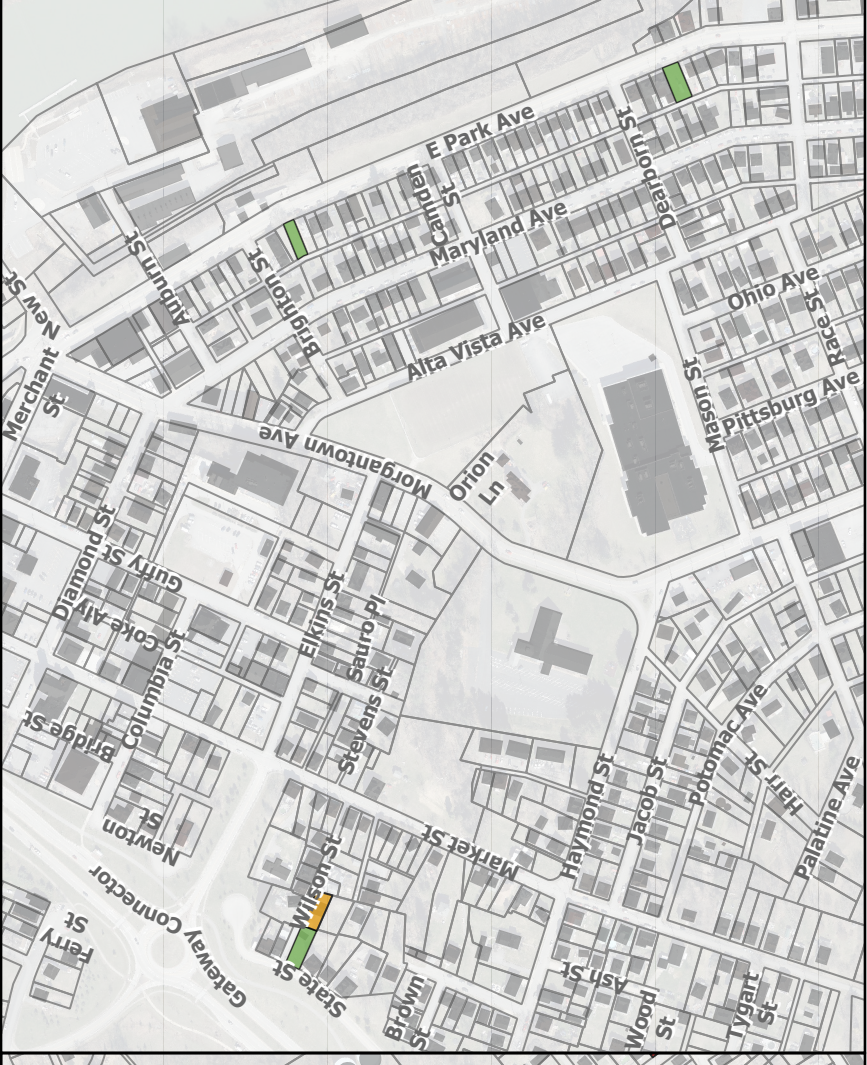 E Park Ave
Camden
St
Dearborn St
Maryland Ave
Auburn St
Brighton St
New St
Ohio Ave
Race St
Alta Vista Ave
Merchant
St
Mason St
Pittsburg Ave
Morgantown Ave
Orion
Ln
Diamond St
Guffy St
Coke Aly
Elkins St
Sauro Pl
Columbia St
Bridge St
Stevens St
Potomac Ave
Harr St
Haymond St
Jacob St
Palatine Ave
Newton
St
Market St
Wilson St
Gateway Connector
Ferry
St
State St
Ash St
Brown
St
Wood
St
Tygart
St